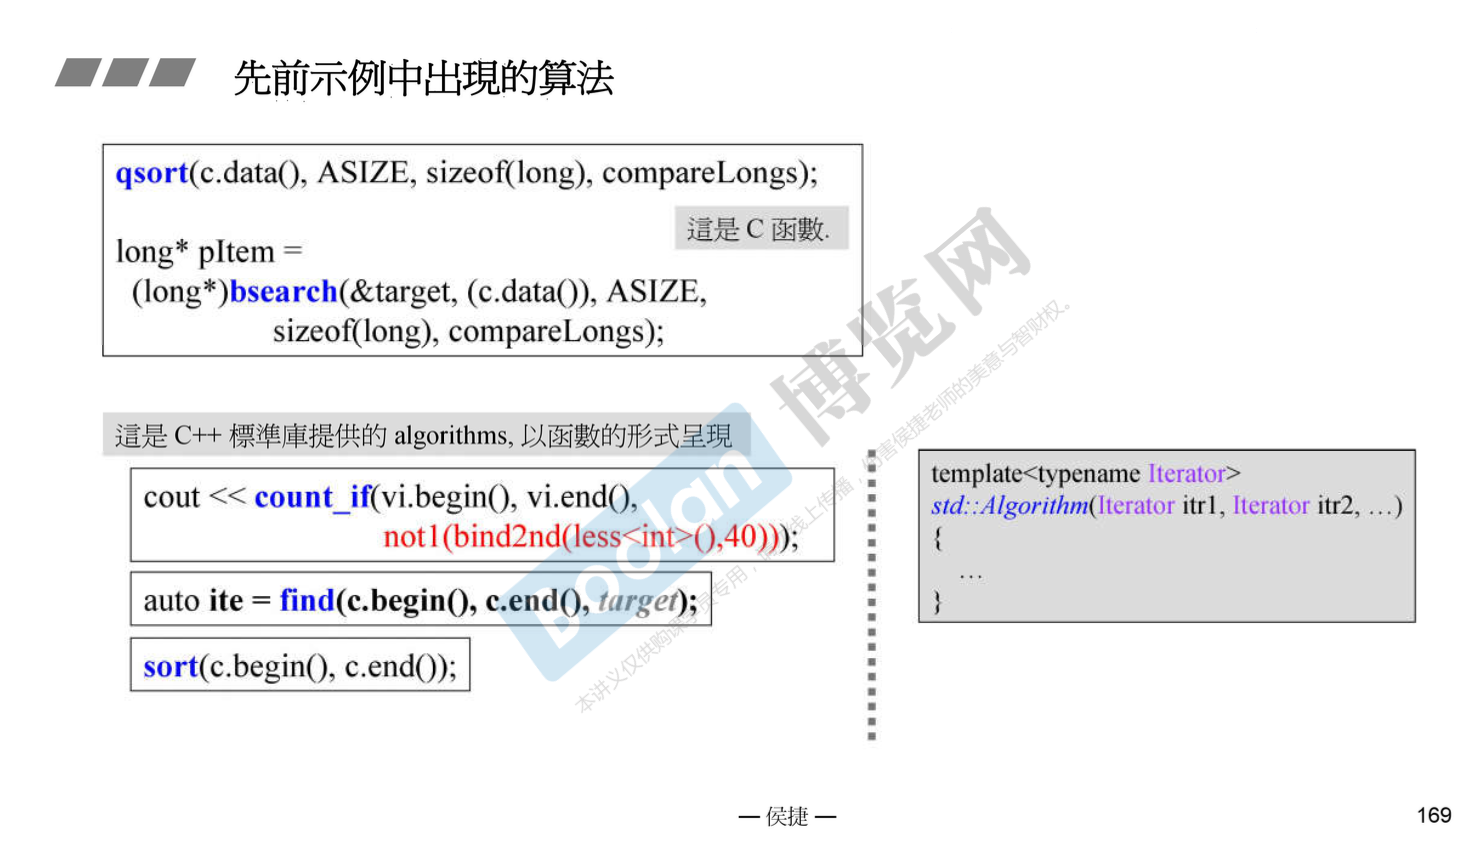 先前示例中出現的算法
qsort(c.data(), ASIZE, sizeof(long), compareLongs);
這是 C 函數.
long* pItem =
(long*)bsearch(&target, (c.data()), ASIZE,
sizeof(long), compareLongs);
這是 C++ 標準庫提供的 algorithms, 以函數的形式呈現
cout << count_if(vi.begin(), vi.end(),
not1(bind2nd(less<int>(),40)));
auto ite = find(c.begin(), c.end(), target);
sort(c.begin(), c.end());
template<typename Iterator>
std::Algorithm(Iterator itr1, Iterator itr2, …)
{
…
}
Boolan 博览网
本讲义仅供购课学员专用，线上传播，伤害侯捷老师的美意与智财权。
— 侯捷 —
169